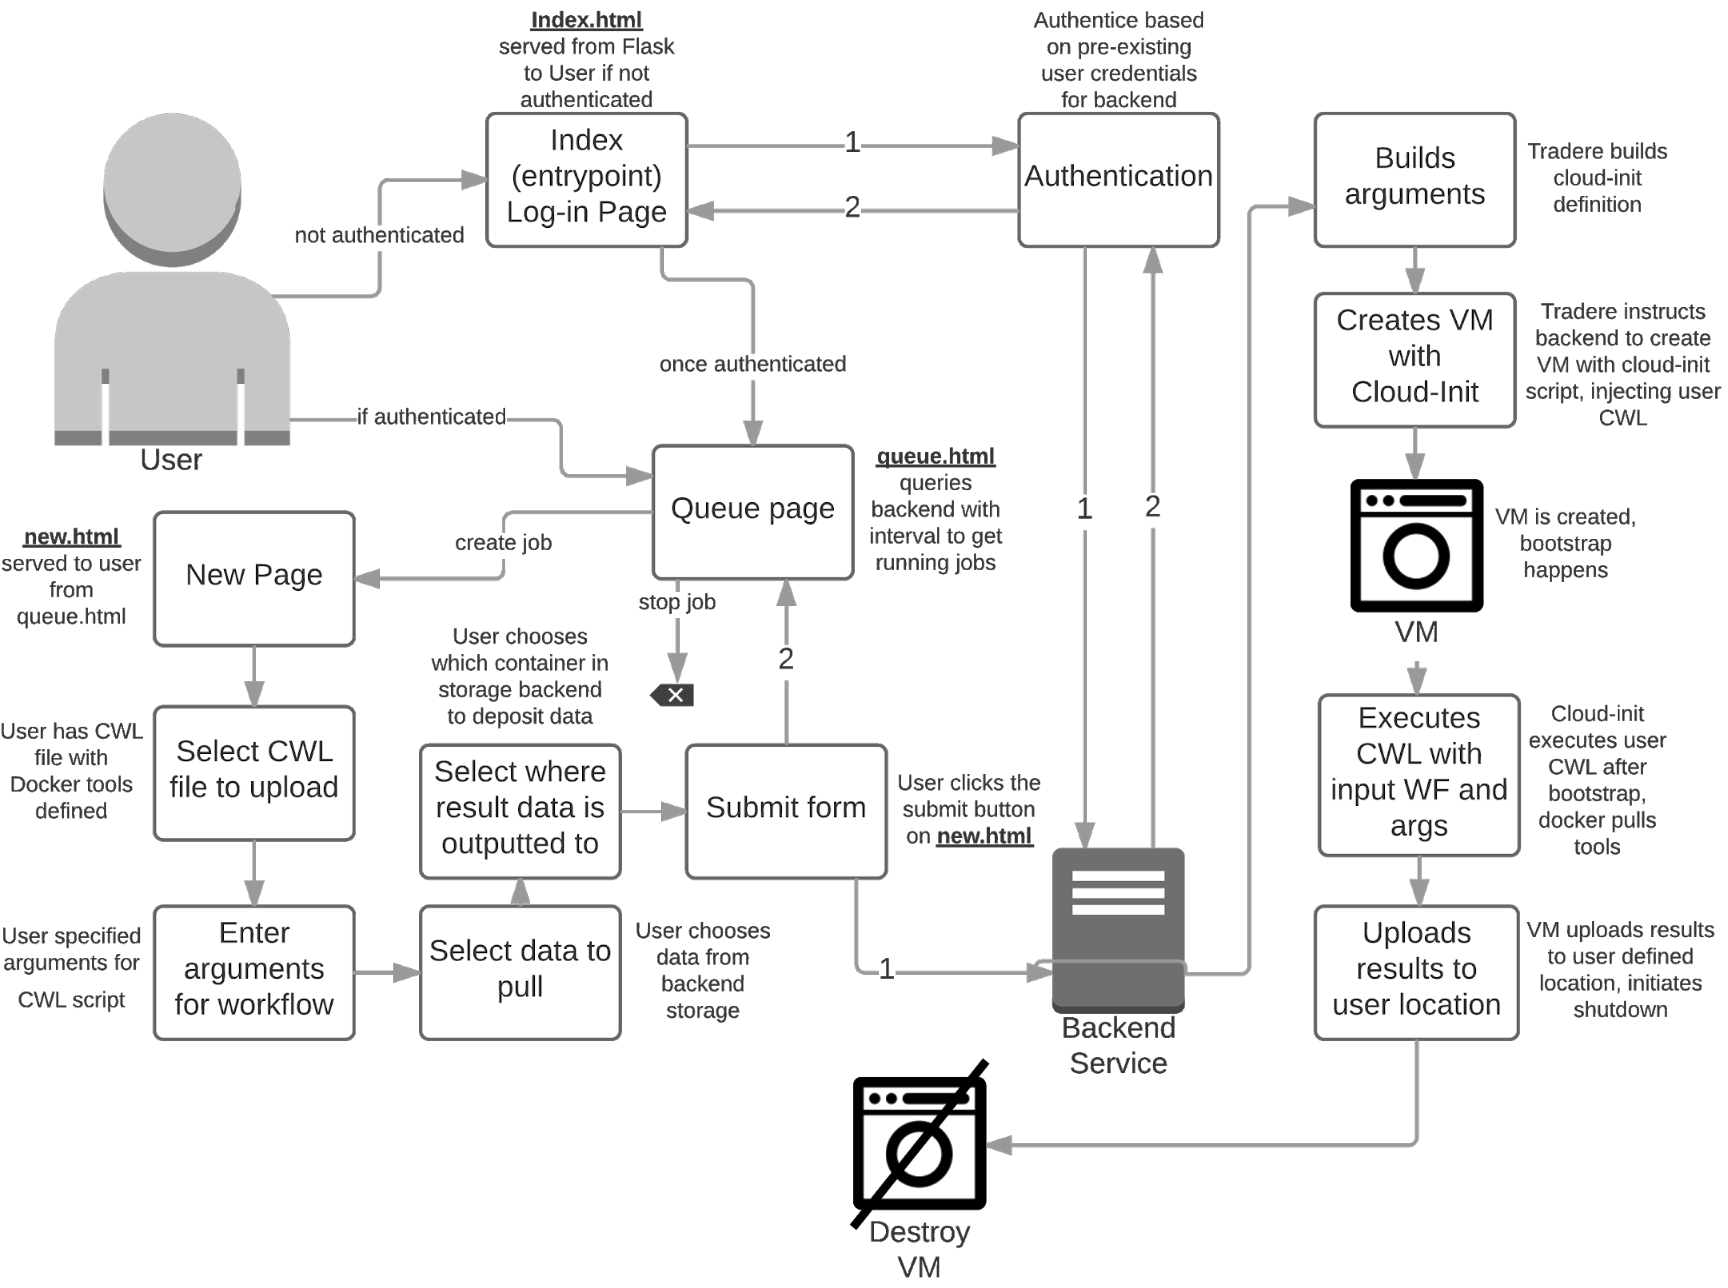 Index.html
served from Flask
to User if not
authenticated
Index
(entrypoint)
Log-in Page
1
2
Authentice based
on pre-existing
user credentials
for backend
Authentication
Builds
arguments
Tradere builds
cloud-init
definition
not authenticated
once authenticated
if authenticated
User
Creates VM
with
Cloud-Init
Tradere instructs
backend to create
VM with cloud-init
script, injecting user
CWL
Queue page
queue.html
queries
backend with
interval to get
running jobs
create job
stop job
2
1
2
VM is created,
bootstrap
happens
VM
new.html
served to user
from
queue.html
New Page
User has CWL
file with
Docker tools
defined
Select CWL
file to upload
User specified
arguments for
CWL script
Enter
arguments
for workflow
Select data to
pull
User chooses
data from
backend
storage
User chooses
which container in
storage backend
to deposit data
Select where
result data is
outputted to
Submit form
User clicks the
submit button
on new.html
1
Backend
Service
Executes
CWL with
input WF and
args
Cloud-init
executes user
CWL after
bootstrap,
docker pulls
tools
Uploads
results to
user location
VM uploads results
to user defined
location, initiates
shutdown
Destroy
VM